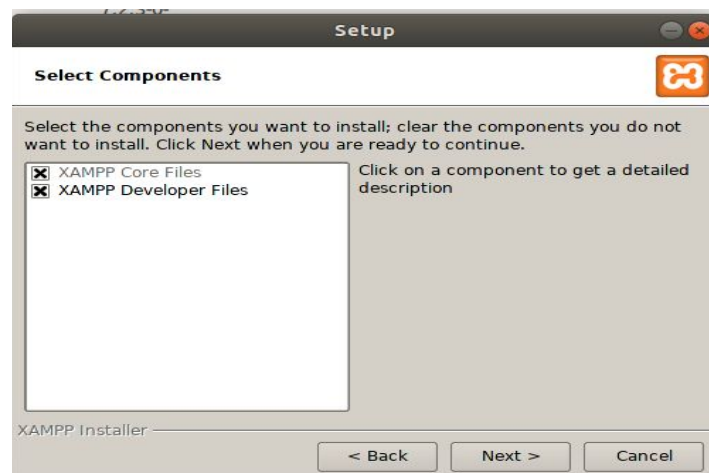 Setup
Select Components
Select the components you want to install; clear the components you do not
want to install. Click Next when you are ready to continue.
XAMPP Core Files
XAMPP Developer Files
Click on a component to get a detailed
description
XAMPP Installer
< Back
Next >
Cancel